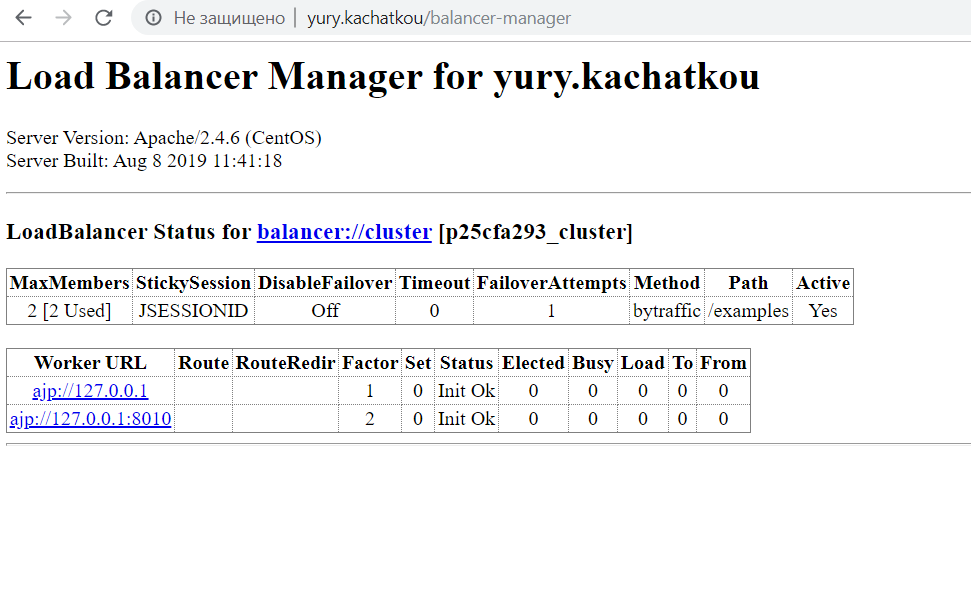 Не защищено | yury.kachatkou/balancer-manager
Load Balancer Manager for yury.kachatkou
Server Version: Apache/2.4.6 (CentOS)
Server Built: Aug 8 2019 11:41:18
LoadBalancer Status for balancer://cluster [p25cfa293_cluster]
MaxMembers StickySession DisableFailover Timeout FailoverAttempts Method Path Active
2 [2 Used] JSESSIONID Off 0 1 bytraffic /examples Yes
Worker URL Route RouteRedir Factor Set Status Elected Busy Load To From
ajp://127.0.0.1 1 0 Init Ok 0 0 0 0 0
ajp://127.0.0.1:8010 2 0 Init Ok 0 0 0 0 0